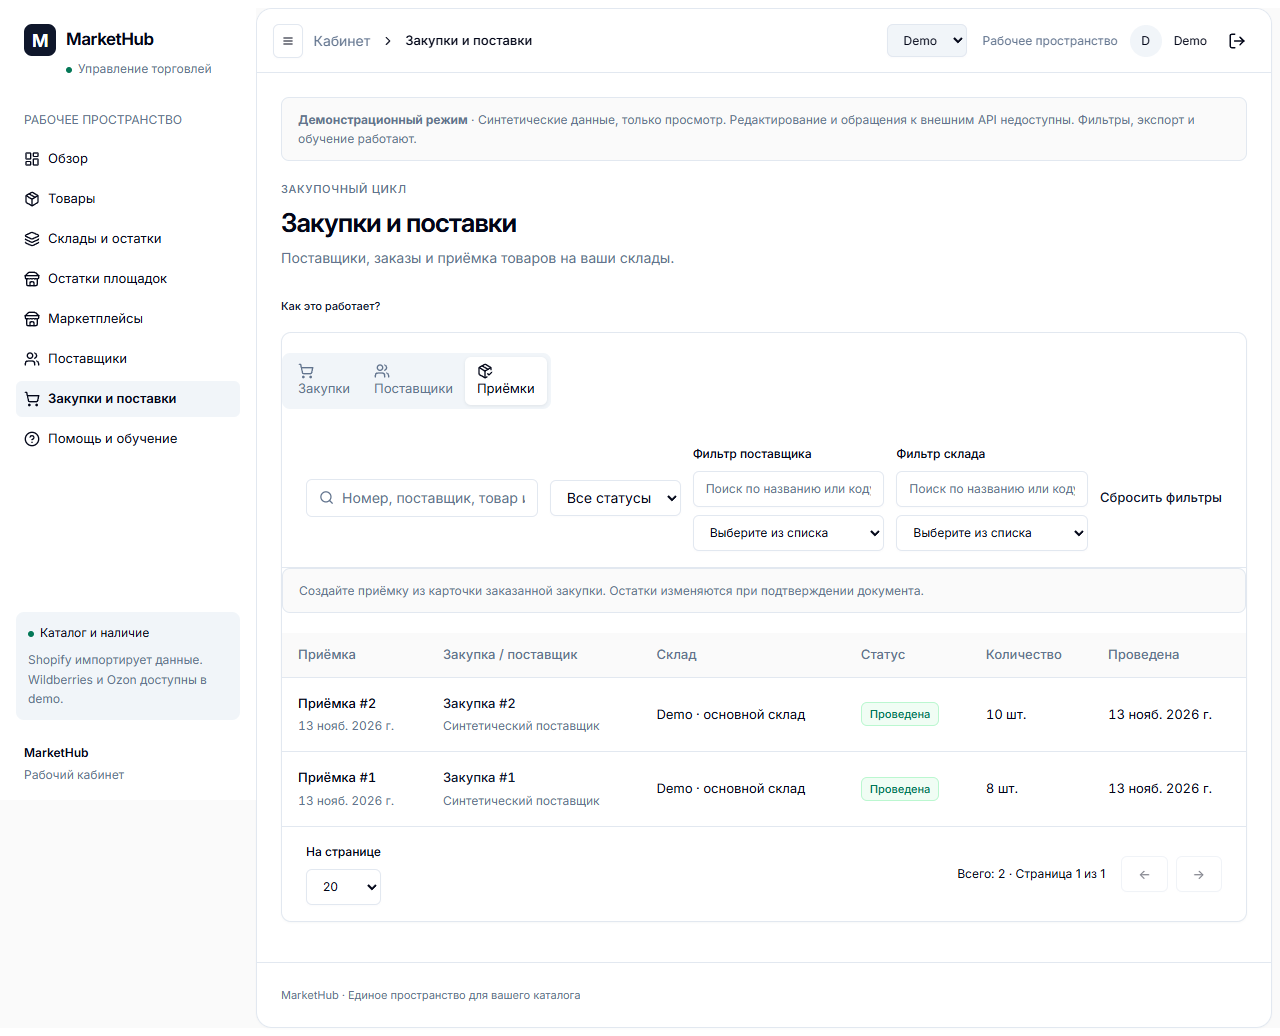 M MarketHub
Управление торговлей
РАБОЧЕЕ ПРОСТРАНСТВО
Обзор
Товары
Склады и остатки
Остатки площадок
Маркетплейсы
Поставщики
Закупки и поставки
Помощь и обучение
Каталог и наличие
Shopify импортирует данные.
Wildberries и Ozon доступны в
demo.
MarketHub
Рабочий кабинет
Кабинет > Закупки и поставки
Demo Рабочее пространство D Demo
Демонстрационный режим · Синтетические данные, только просмотр. Редактирование и обращения к внешним API недоступны. Фильтры, экспорт и
обучение работают.
ЗАКУПОЧНЫЙ ЦИКЛ
Закупки и поставки
Поставщики, заказы и приёмка товаров на ваши склады.
Как это работает?
Закупки Поставщики Приёмки
Фильтр поставщика Фильтр склада
Номер, поставщик, товар и Все статусы Поиск по названию или коду Поиск по названию или коду Сбросить фильтры
Выберите из списка Выберите из списка
Создайте приёмку из карточки заказанной закупки. Остатки изменяются при подтверждении документа.
Приёмка Закупка / поставщик Склад Статус Количество Проведена
Приёмка #2 Закупка #2 Demo · основной склад Проведена 10 шт. 13 нояб. 2026 г.
13 нояб. 2026 г. Синтетический поставщик
Приёмка #1 Закупка #1 Demo · основной склад Проведена 8 шт. 13 нояб. 2026 г.
13 нояб. 2026 г. Синтетический поставщик
На странице
20 Всего: 2 · Страница 1 из 1 ← →
MarketHub · Единое пространство для вашего каталога